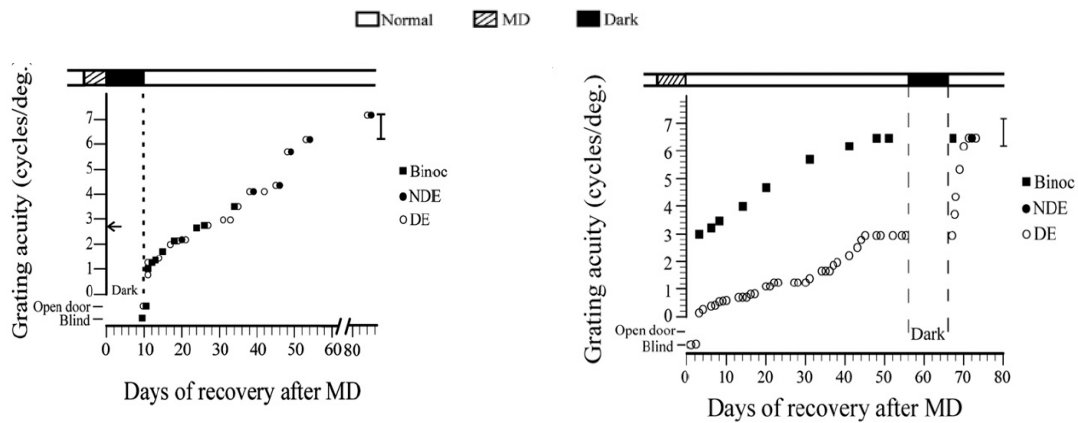 Normal MD Dark
Grating acuity (cycles/deg.)
7
6
5
4
3
2
1
0
Dark
Open door
Blind
0 10 20 30 40 50 60 80
Days of recovery after MD
Binoc
NDE
DE
Grating acuity (cycles/deg.)
7
6
5
4
3
2
1
0
Open door
Blind
Dark
0 10 20 30 40 50 60 70 80
Days of recovery after MD
Binoc
NDE
DE